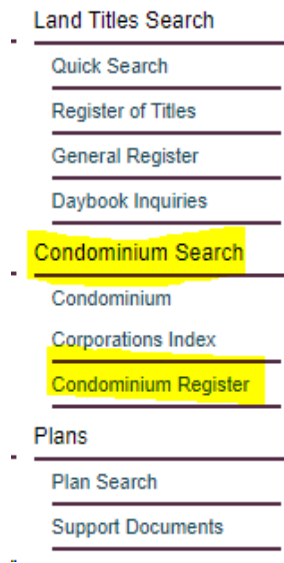 Land Titles Search
Quick Search
Register of Titles
General Register
Daybook Inquiries
Condominium Search
Condominium
Corporations Index
Condominium Register
Plans
Plan Search
Support Documents